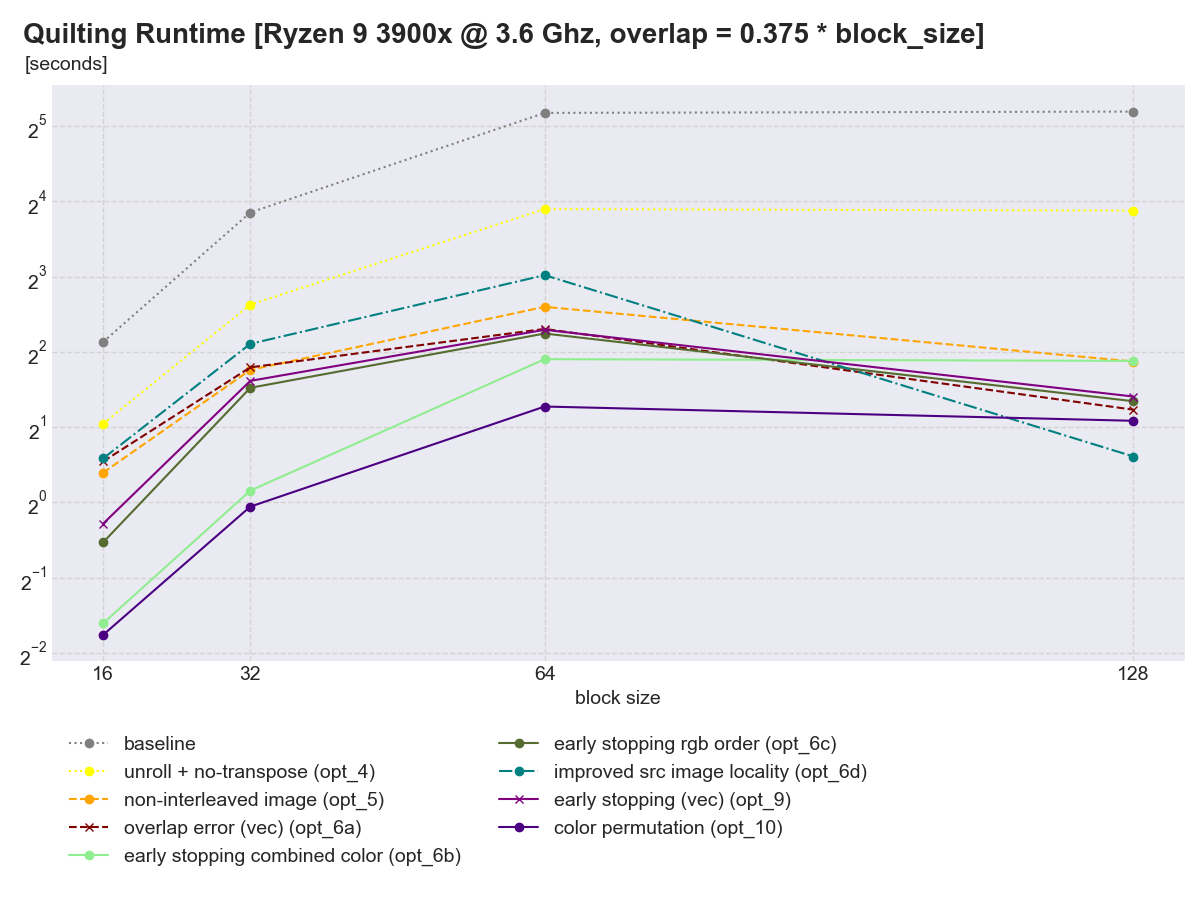 Quilting Runtime [Ryzen 9 3900x @ 3.6 Ghz, overlap = 0.375 * block_size]
[seconds]
2^5
2^4
2^3
2^2
2^1
2^0
2^−1
2^−2
16 32 64 128
block size
baseline
unroll + no-transpose (opt_4)
non-interleaved image (opt_5)
overlap error (vec) (opt_6a)
early stopping combined color (opt_6b)
early stopping rgb order (opt_6c)
improved src image locality (opt_6d)
early stopping (vec) (opt_9)
color permutation (opt_10)